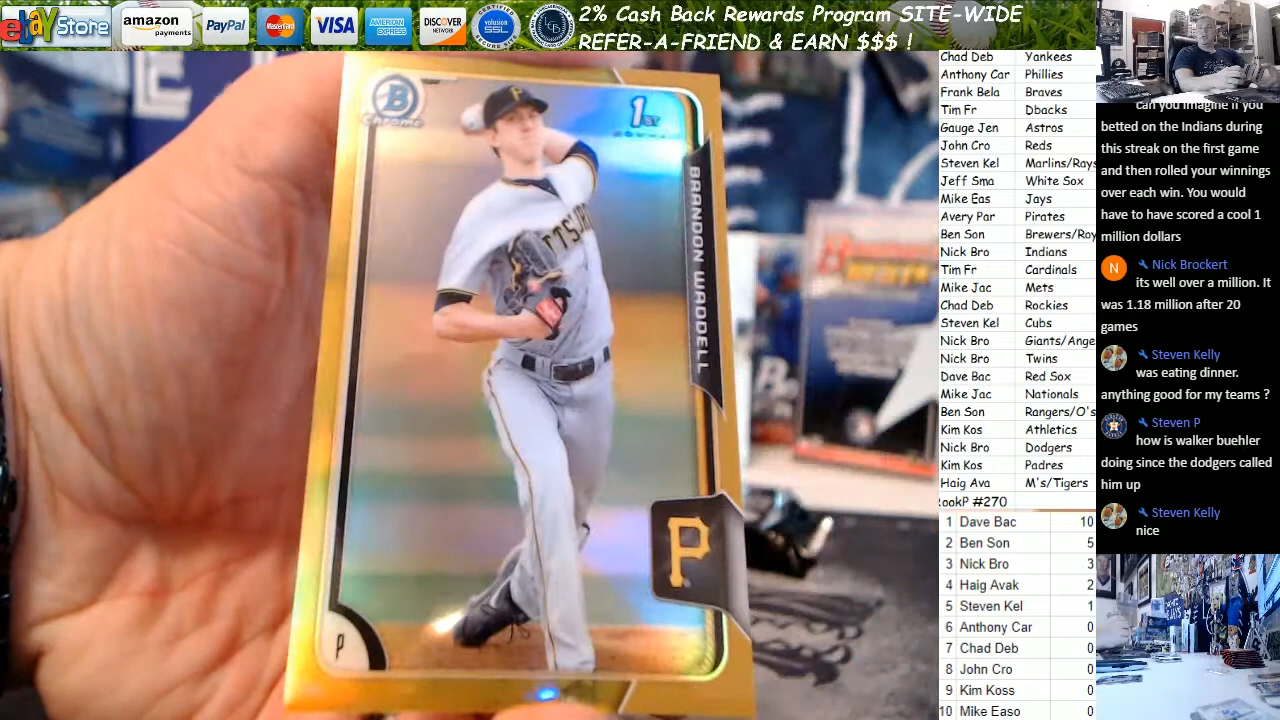 ebay Store
amazon
payments
PayPal
MasterCard
VISA
AMERICAN
EXPRESS
DISCOVER
NETWORK
CERTIFIED
volusion
SSL
SECURE SITE
2% Cash Back Rewards Program SITE-WIDE
REFER-A-FRIEND & EARN $$$ !
B
Chrome
P
1ST
BRANDON WADDELL
P
P
Chad Deb Yankees
Anthony Car Phillies
Frank Bela Braves
Tim Fr Dbacks
Gauge Jen Astros
John Cro Reds
Steven Kel Marlins/Rays
Jeff Sma White Sox
Mike Eas Jays
Avery Par Pirates
Ben Son Brewers/Roy
Nick Bro Indians
Tim Fr Cardinals
Mike Jac Mets
Chad Deb Rockies
Steven Kel Cubs
Nick Bro Giants/Ange
Nick Bro Twins
Dave Bac Red Sox
Mike Jac Nationals
Ben Son Rangers/O's
Kim Kos Athletics
Nick Bro Dodgers
Kim Kos Padres
Haig Ava M's/Tigers
RookP #270
1 Dave Bac 10
2 Ben Son 5
3 Nick Bro 3
4 Haig Avak 2
5 Steven Kel 1
6 Anthony Car 0
7 Chad Deb 0
8 John Cro 0
9 Kim Koss 0
10 Mike Easo 0
can you imagine if you
betted on the Indians during
this streak on the first game
and then rolled your winnings
over each win. You would
have to have scored a cool 1
million dollars
N Nick Brockert
its well over a million. It
was 1.18 million after 20
games
Steven Kelly
was eating dinner.
anything good for my teams ?
Steven P
how is walker buehler
doing since the dodgers called
him up
Steven Kelly
nice